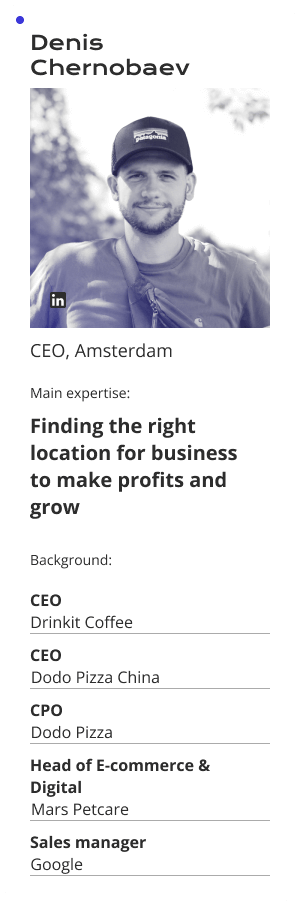 Denis
Chernobaev
patagonia
in
CEO, Amsterdam
Main expertise:
Finding the right
location for business
to make profits and
grow
Background:
CEO
Drinkit Coffee
CEO
Dodo Pizza China
CPO
Dodo Pizza
Head of E-commerce &
Digital
Mars Petcare
Sales manager
Google